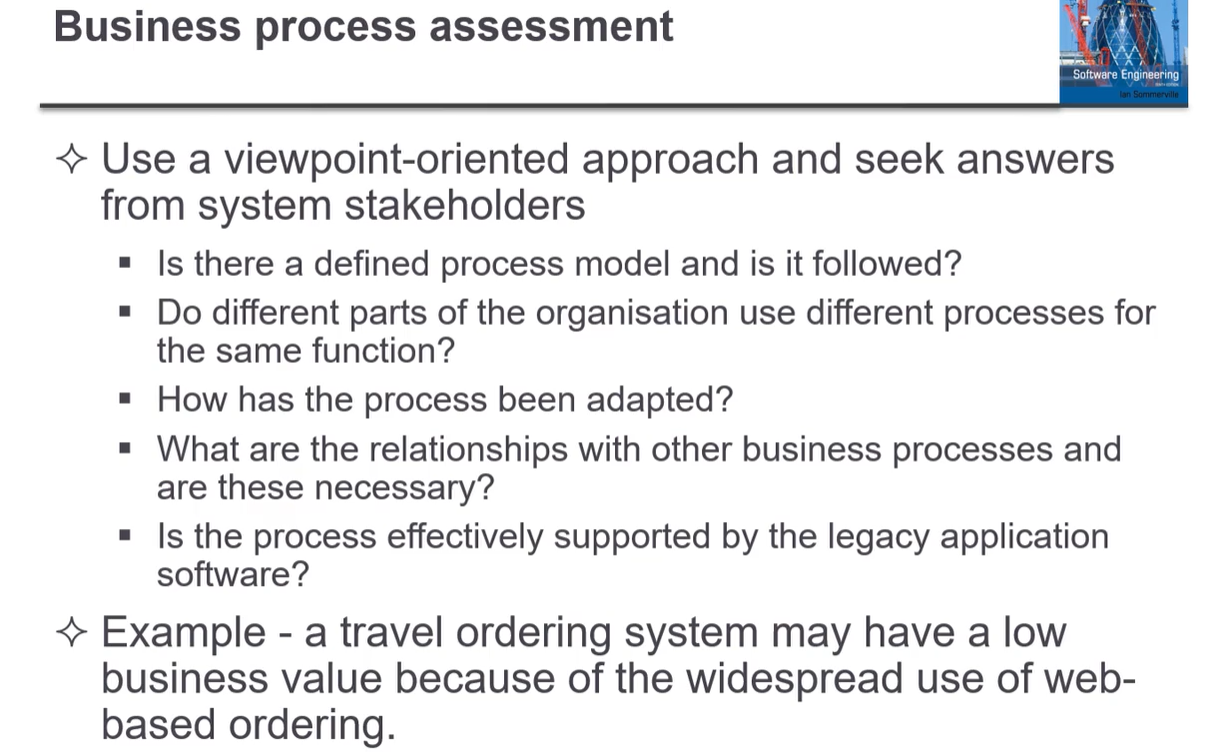 Business process assessment
Software Engineering
Ian Sommerville
✧ Use a viewpoint-oriented approach and seek answers
from system stakeholders
▪ Is there a defined process model and is it followed?
▪ Do different parts of the organisation use different processes for
the same function?
▪ How has the process been adapted?
▪ What are the relationships with other business processes and
are these necessary?
▪ Is the process effectively supported by the legacy application
software?
✧ Example - a travel ordering system may have a low
business value because of the widespread use of web-
based ordering.